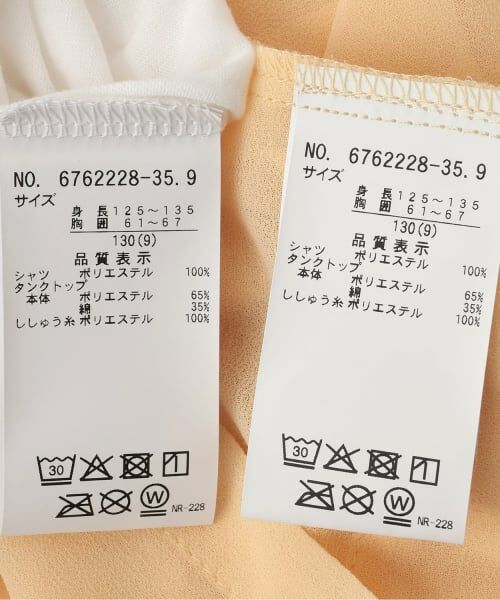 NO. 6762228-35.9
サイズ
身長125～135
胸囲 61～67
130(9)
品質表示
シャツ ポリエステル 100%
タンクトップ
本体 ポリエステル 65%
綿 35%
ししゅう糸 ポリエステル 100%
30
W
NR-228
NO. 6762228-35.9
サイズ
身長125～135
胸囲 61～67
130(9)
品質表示
シャツ ポリエステル 100%
タンクトップ
本体 ポリエステル 65%
綿 35%
ししゅう糸 ポリエステル 100%
30
W
NR-228